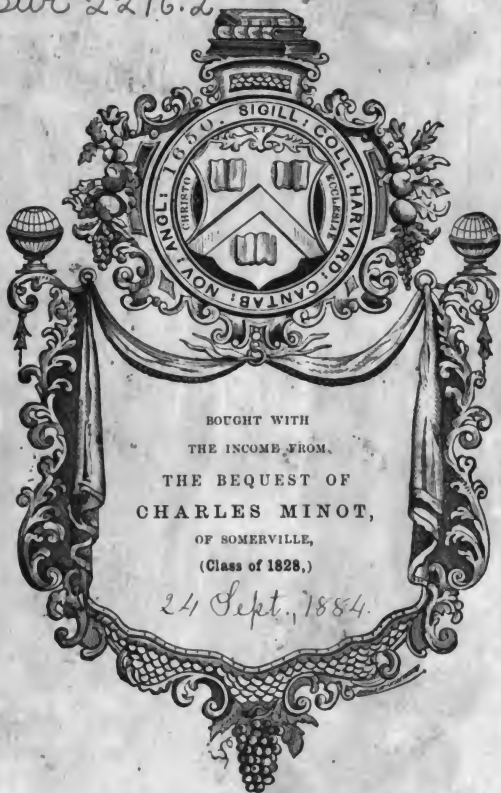 2276.2
1650. SIGILL: COLL: HARVARD: CANTAB: NOV: ANGL:
ET
CHRISTO
ECCLESIAE
BOUGHT WITH
THE INCOME FROM
THE BEQUEST OF
CHARLES MINOT,
OF SOMERVILLE,
(Class of 1828,)
24 Sept., 1884.